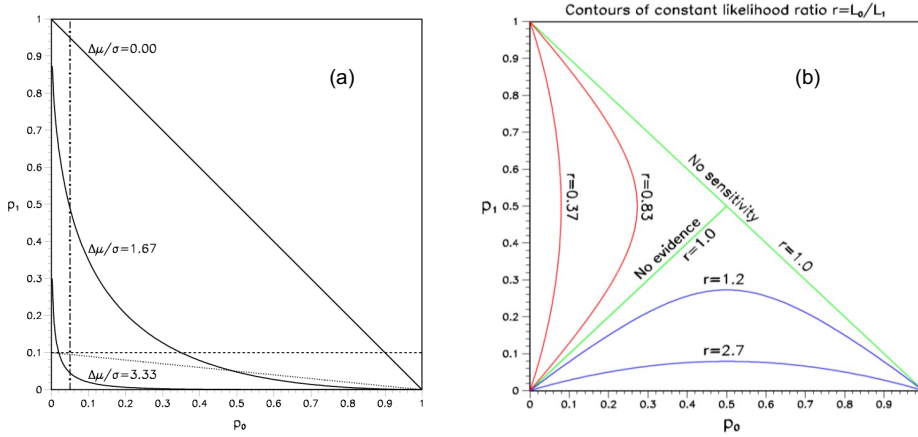 Contours of constant likelihood ratio r=L₀/L₁
(a)
Δμ/σ=0.00
Δμ/σ=1.67
Δμ/σ=3.33
p₁
1
0.9
0.8
0.7
0.6
0.5
0.4
0.3
0.2
0.1
0
0
0.1
0.2
0.3
0.4
0.5
0.6
0.7
0.8
0.9
1
p₀
(b)
r=0.37
r=0.83
No sensitivity
r=1.0
No evidence
r=1.0
r=1.2
r=2.7
p₁
1
0.9
0.8
0.7
0.6
0.5
0.4
0.3
0.2
0.1
0
0
0.1
0.2
0.3
0.4
0.5
0.6
0.7
0.8
0.9
p₀